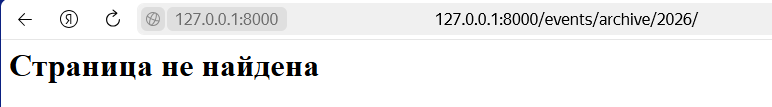 127.0.0.1:8000 127.0.0.1:8000/events/archive/2026/
Страница не найдена